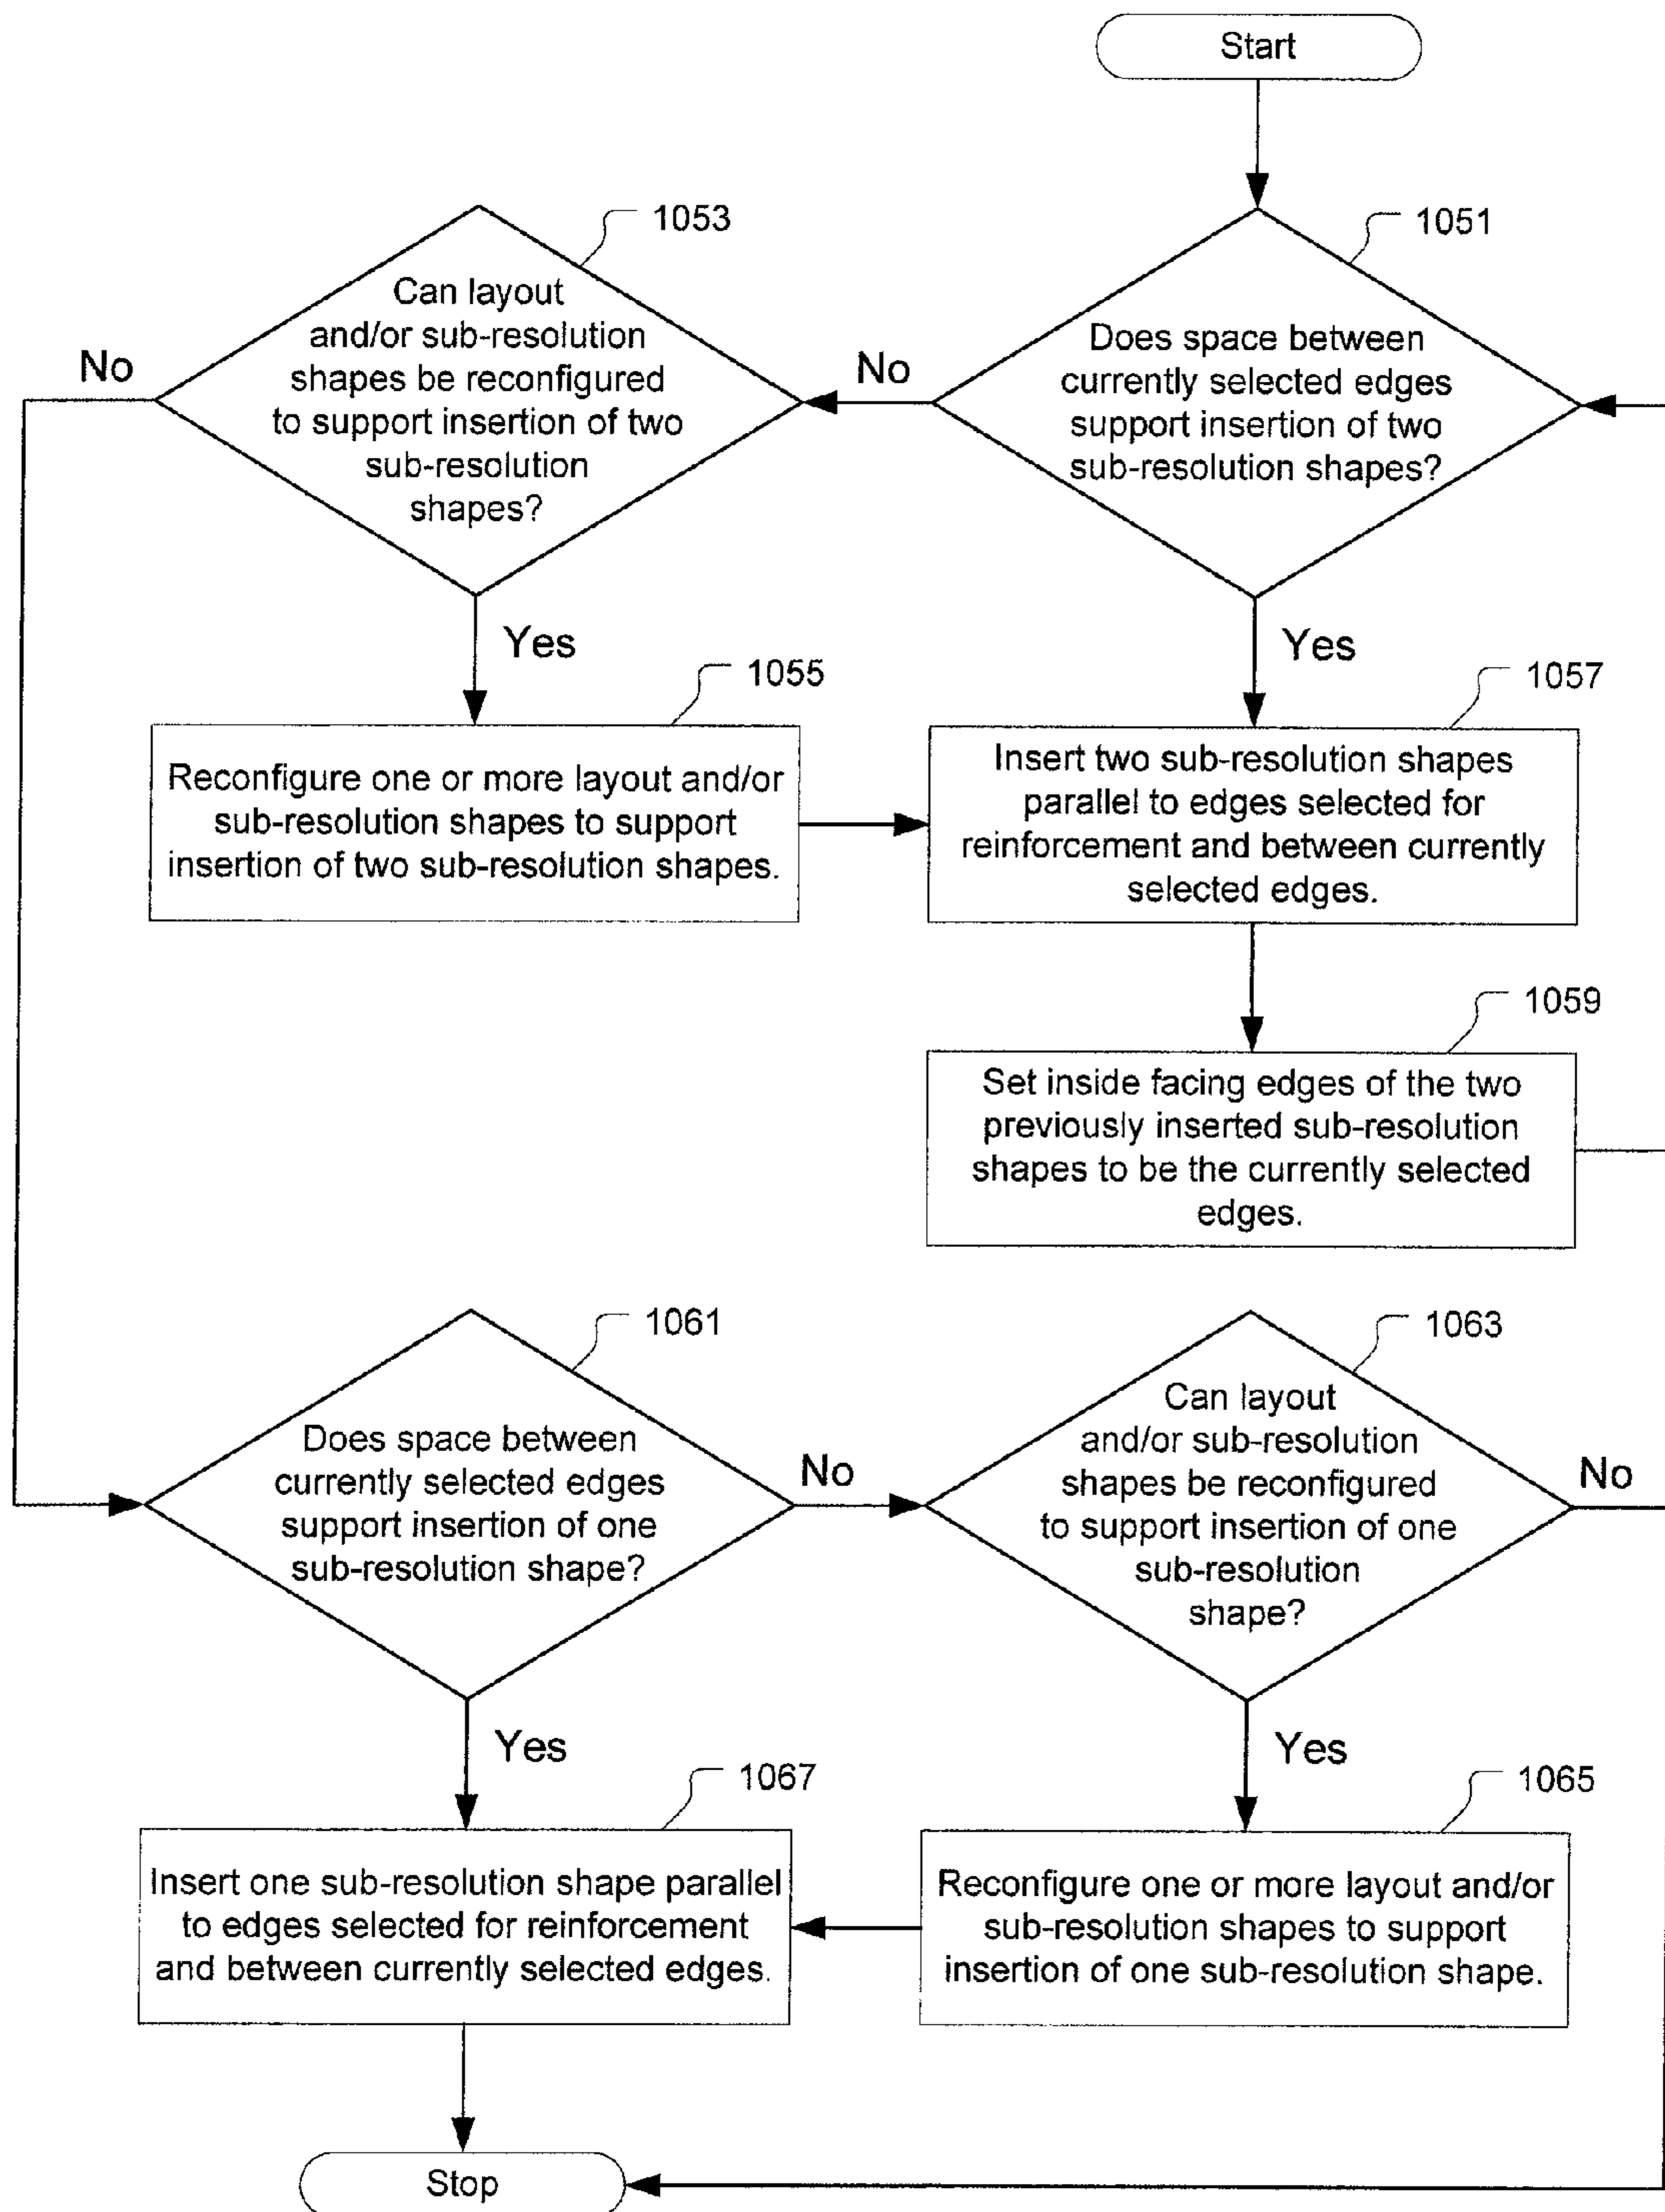 Start
1051
Does space between
currently selected edges
support insertion of two
sub-resolution shapes?
No
Yes
1053
Can layout
and/or sub-resolution
shapes be reconfigured
to support insertion of two
sub-resolution
shapes?
No
Yes
1055
Reconfigure one or more layout and/or
sub-resolution shapes to support
insertion of two sub-resolution shapes.
1057
Insert two sub-resolution shapes
parallel to edges selected for
reinforcement and between currently
selected edges.
1059
Set inside facing edges of the two
previously inserted sub-resolution
shapes to be the currently selected
edges.
1061
Does space between
currently selected edges
support insertion of one
sub-resolution shape?
No
Yes
1063
Can layout
and/or sub-resolution
shapes be reconfigured
to support insertion of one
sub-resolution
shape?
No
Yes
1065
Reconfigure one or more layout and/or
sub-resolution shapes to support
insertion of one sub-resolution shape.
1067
Insert one sub-resolution shape parallel
to edges selected for reinforcement
and between currently selected edges.
Stop